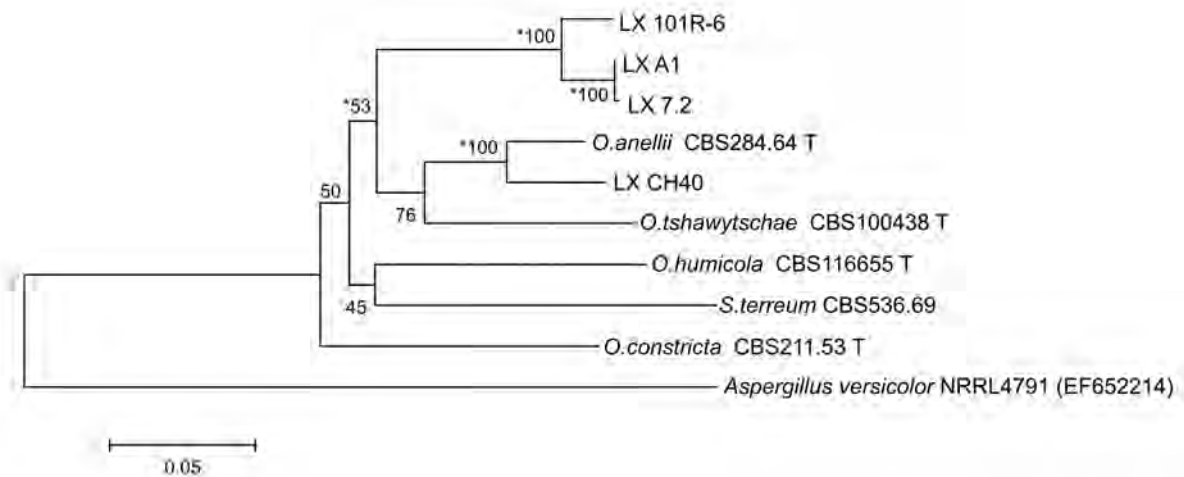 LX 101R-6
*100
LX A1
*100
LX 7.2
*53
O.anellii CBS284.64 T
*100
LX CH40
50
76
O.tshawytschae CBS100438 T
O.humicola CBS116655 T
45
S.terreum CBS536.69
O.constricta CBS211.53 T
Aspergillus versicolor NRRL4791 (EF652214)
0.05